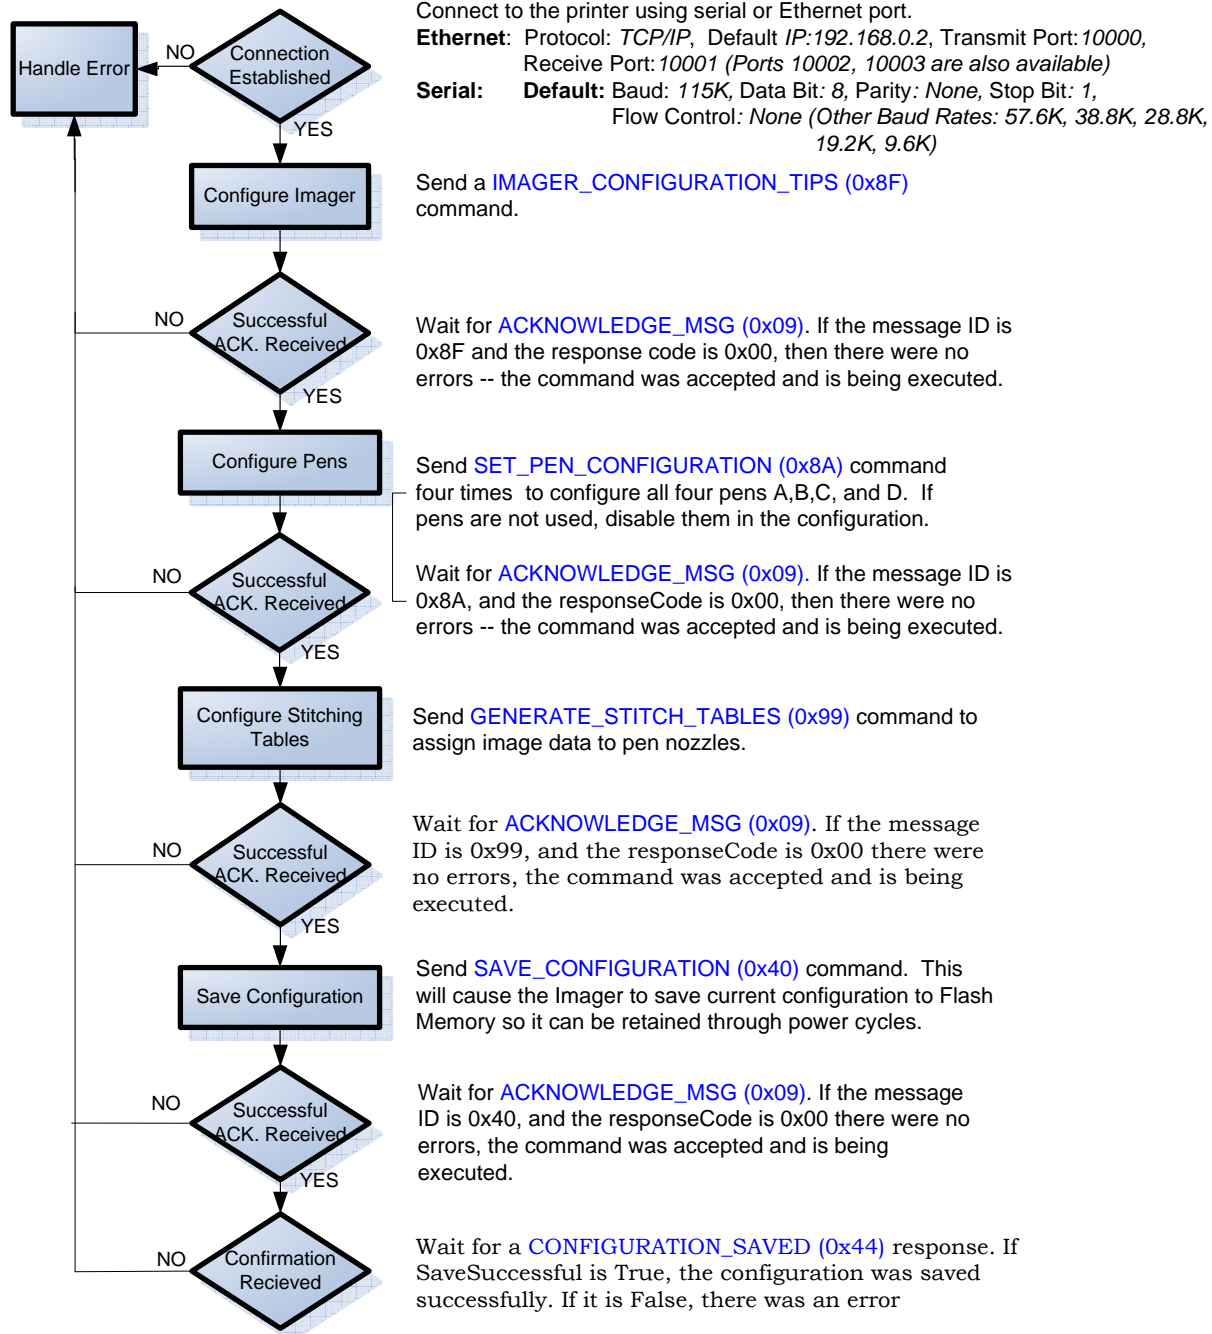 Connect to the printer using serial or Ethernet port.
Ethernet: Protocol: TCP/IP, Default IP:192.168.0.2, Transmit Port:10000,
Receive Port:10001 (Ports 10002, 10003 are also available)
Serial: Default: Baud: 115K, Data Bit: 8, Parity: None, Stop Bit: 1,
Flow Control: None (Other Baud Rates: 57.6K, 38.8K, 28.8K,
19.2K, 9.6K)
Handle Error
NO
Connection
Established
YES
Configure Imager
Send a IMAGER_CONFIGURATION_TIPS (0x8F)
command.
NO
Successful
ACK. Received
YES
Wait for ACKNOWLEDGE_MSG (0x09). If the message ID is
0x8F and the response code is 0x00, then there were no
errors -- the command was accepted and is being executed.
Configure Pens
Send SET_PEN_CONFIGURATION (0x8A) command
four times to configure all four pens A,B,C, and D. If
pens are not used, disable them in the configuration.
NO
Successful
ACK. Received
YES
Wait for ACKNOWLEDGE_MSG (0x09). If the message ID is
0x8A, and the responseCode is 0x00, then there were no
errors -- the command was accepted and is being executed.
Configure Stitching
Tables
Send GENERATE_STITCH_TABLES (0x99) command to
assign image data to pen nozzles.
NO
Successful
ACK. Received
YES
Wait for ACKNOWLEDGE_MSG (0x09). If the message
ID is 0x99, and the responseCode is 0x00 there were
no errors, the command was accepted and is being
executed.
Save Configuration
Send SAVE_CONFIGURATION (0x40) command. This
will cause the Imager to save current configuration to Flash
Memory so it can be retained through power cycles.
NO
Successful
ACK. Received
YES
Wait for ACKNOWLEDGE_MSG (0x09). If the message
ID is 0x40, and the responseCode is 0x00 there were no
errors, the command was accepted and is being
executed.
NO
Confirmation
Recieved
Wait for a CONFIGURATION_SAVED (0x44) response. If
SaveSuccessful is True, the configuration was saved
successfully. If it is False, there was an error